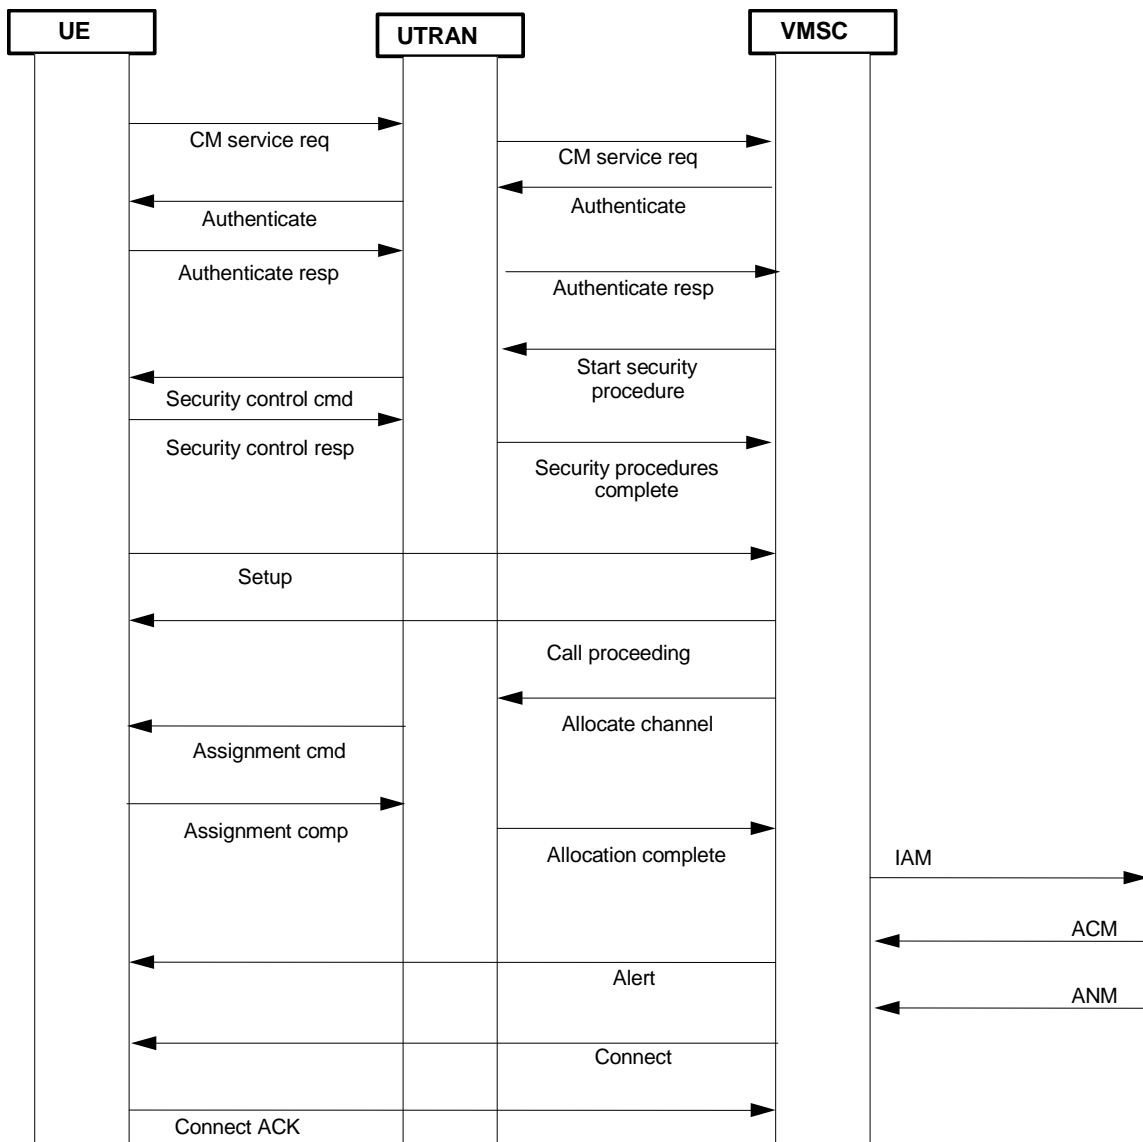 UE
UTRAN
VMSC
CM service req
CM service req
Authenticate
Authenticate
Authenticate resp
Authenticate resp
Start security
procedure
Security control cmd
Security control resp
Security procedures
complete
Setup
Call proceeding
Allocate channel
Assignment cmd
Assignment comp
Allocation complete
IAM
ACM
Alert
ANM
Connect
Connect ACK